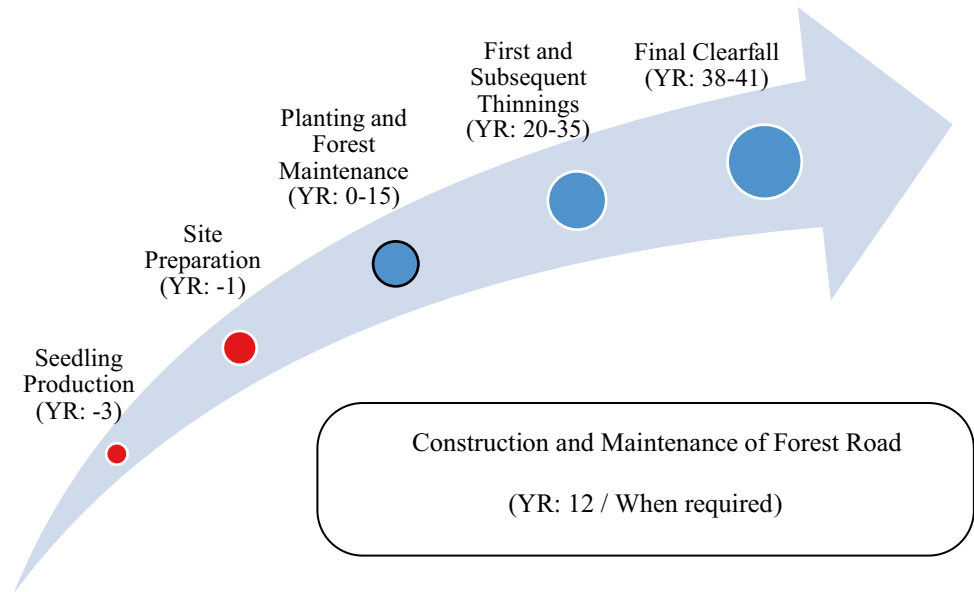 Seedling
Production
(YR: -3)
Site
Preparation
(YR: -1)
Planting and
Forest
Maintenance
(YR: 0-15)
First and
Subsequent
Thinnings
(YR: 20-35)
Final Clearfall
(YR: 38-41)
Construction and Maintenance of Forest Road
(YR: 12 / When required)